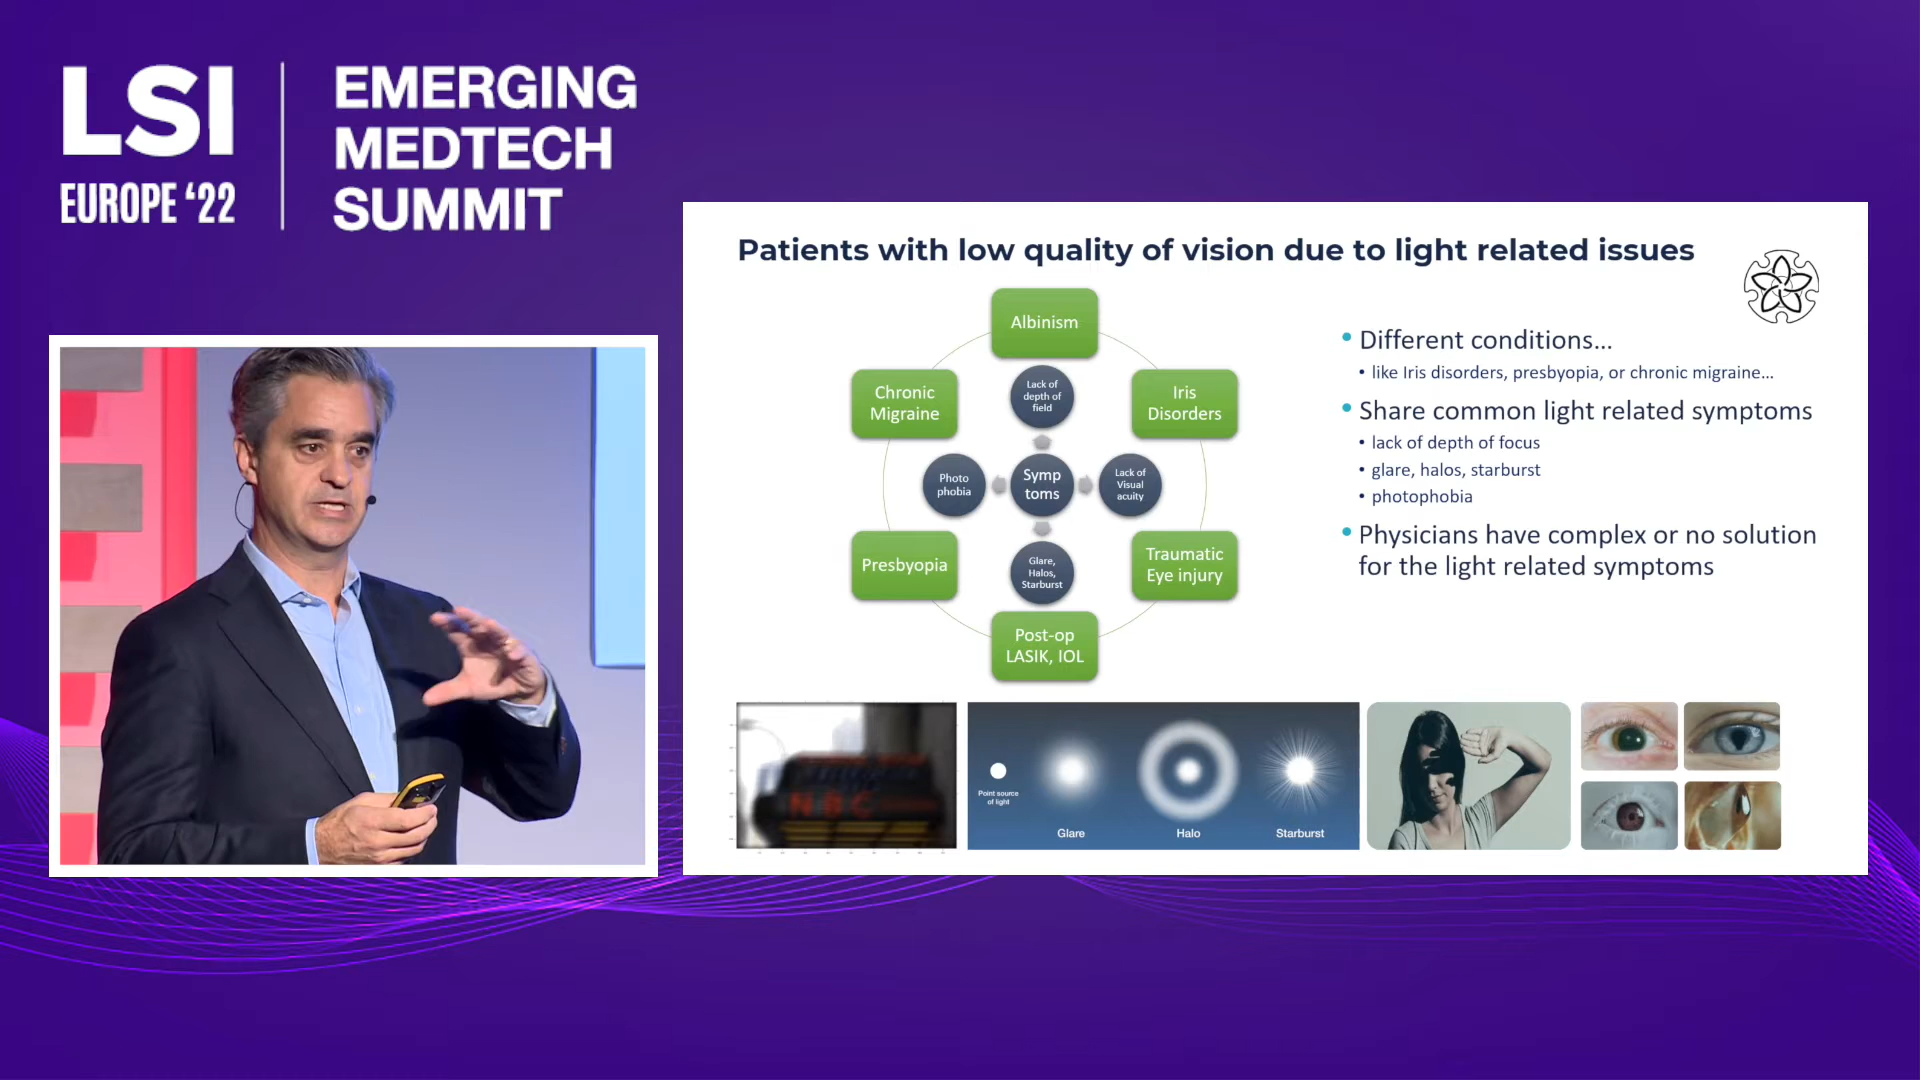 LSI
EUROPE ‘22
EMERGING
MEDTECH
SUMMIT
Patients with low quality of vision due to light related issues
Albinism
Chronic
Migraine
Iris
Disorders
Lack of
depth of
field
Photo
phobia
Symp
toms
Lack of
Visual
acuity
Glare,
Halos,
Starburst
Presbyopia
Traumatic
Eye injury
Post-op
LASIK, IOL
• Different conditions...
• like Iris disorders, presbyopia, or chronic migraine...
• Share common light related symptoms
• lack of depth of focus
• glare, halos, starburst
• photophobia
• Physicians have complex or no solution
for the light related symptoms
NBC
Point source
of light
Glare
Halo
Starburst